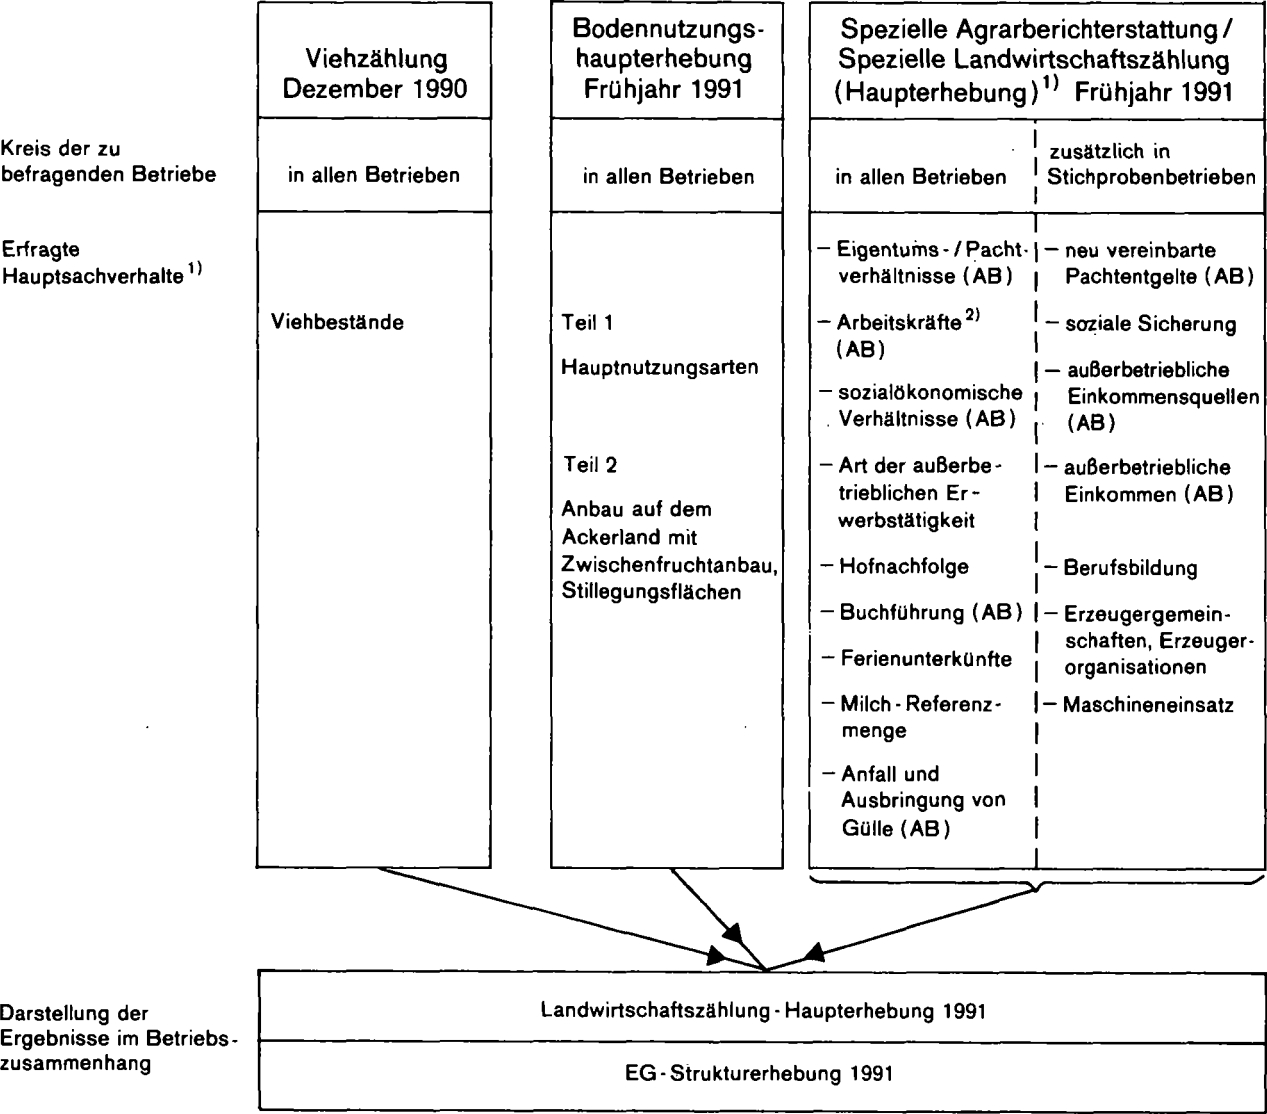 Viehzählung
Dezember 1990
Bodennutzungs-
haupterhebung
Frühjahr 1991
Spezielle Agrarberichterstattung /
Spezielle Landwirtschaftszählung
(Haupterhebung)1) Frühjahr 1991
Kreis der zu
befragenden Betriebe
in allen Betrieben
in allen Betrieben
in allen Betrieben
zusätzlich in
Stichprobenbetrieben
Erfragte
Hauptsachverhalte1)
Viehbestände
Teil 1
Hauptnutzungsarten
Teil 2
Anbau auf dem
Ackerland mit
Zwischenfruchtanbau,
Stillegungsflächen
– Eigentums-/Pacht-
verhältnisse (AB)
– Arbeitskräfte2)
(AB)
– sozialökonomische
Verhältnisse (AB)
– Art der außerbe-
trieblichen Er-
werbstätigkeit
– Hofnachfolge
– Buchführung (AB)
– Ferienunterkünfte
– Milch-Referenz-
menge
– Anfall und
Ausbringung von
Gülle (AB)
– neu vereinbarte
Pachtentgelte (AB)
– soziale Sicherung
– außerbetriebliche
Einkommensquellen
(AB)
– außerbetriebliche
Einkommen (AB)
– Berufsbildung
– Erzeugergemein-
schaften, Erzeuger-
organisationen
– Maschineneinsatz
Darstellung der
Ergebnisse im Betriebs-
zusammenhang
Landwirtschaftszählung-Haupterhebung 1991
EG-Strukturerhebung 1991